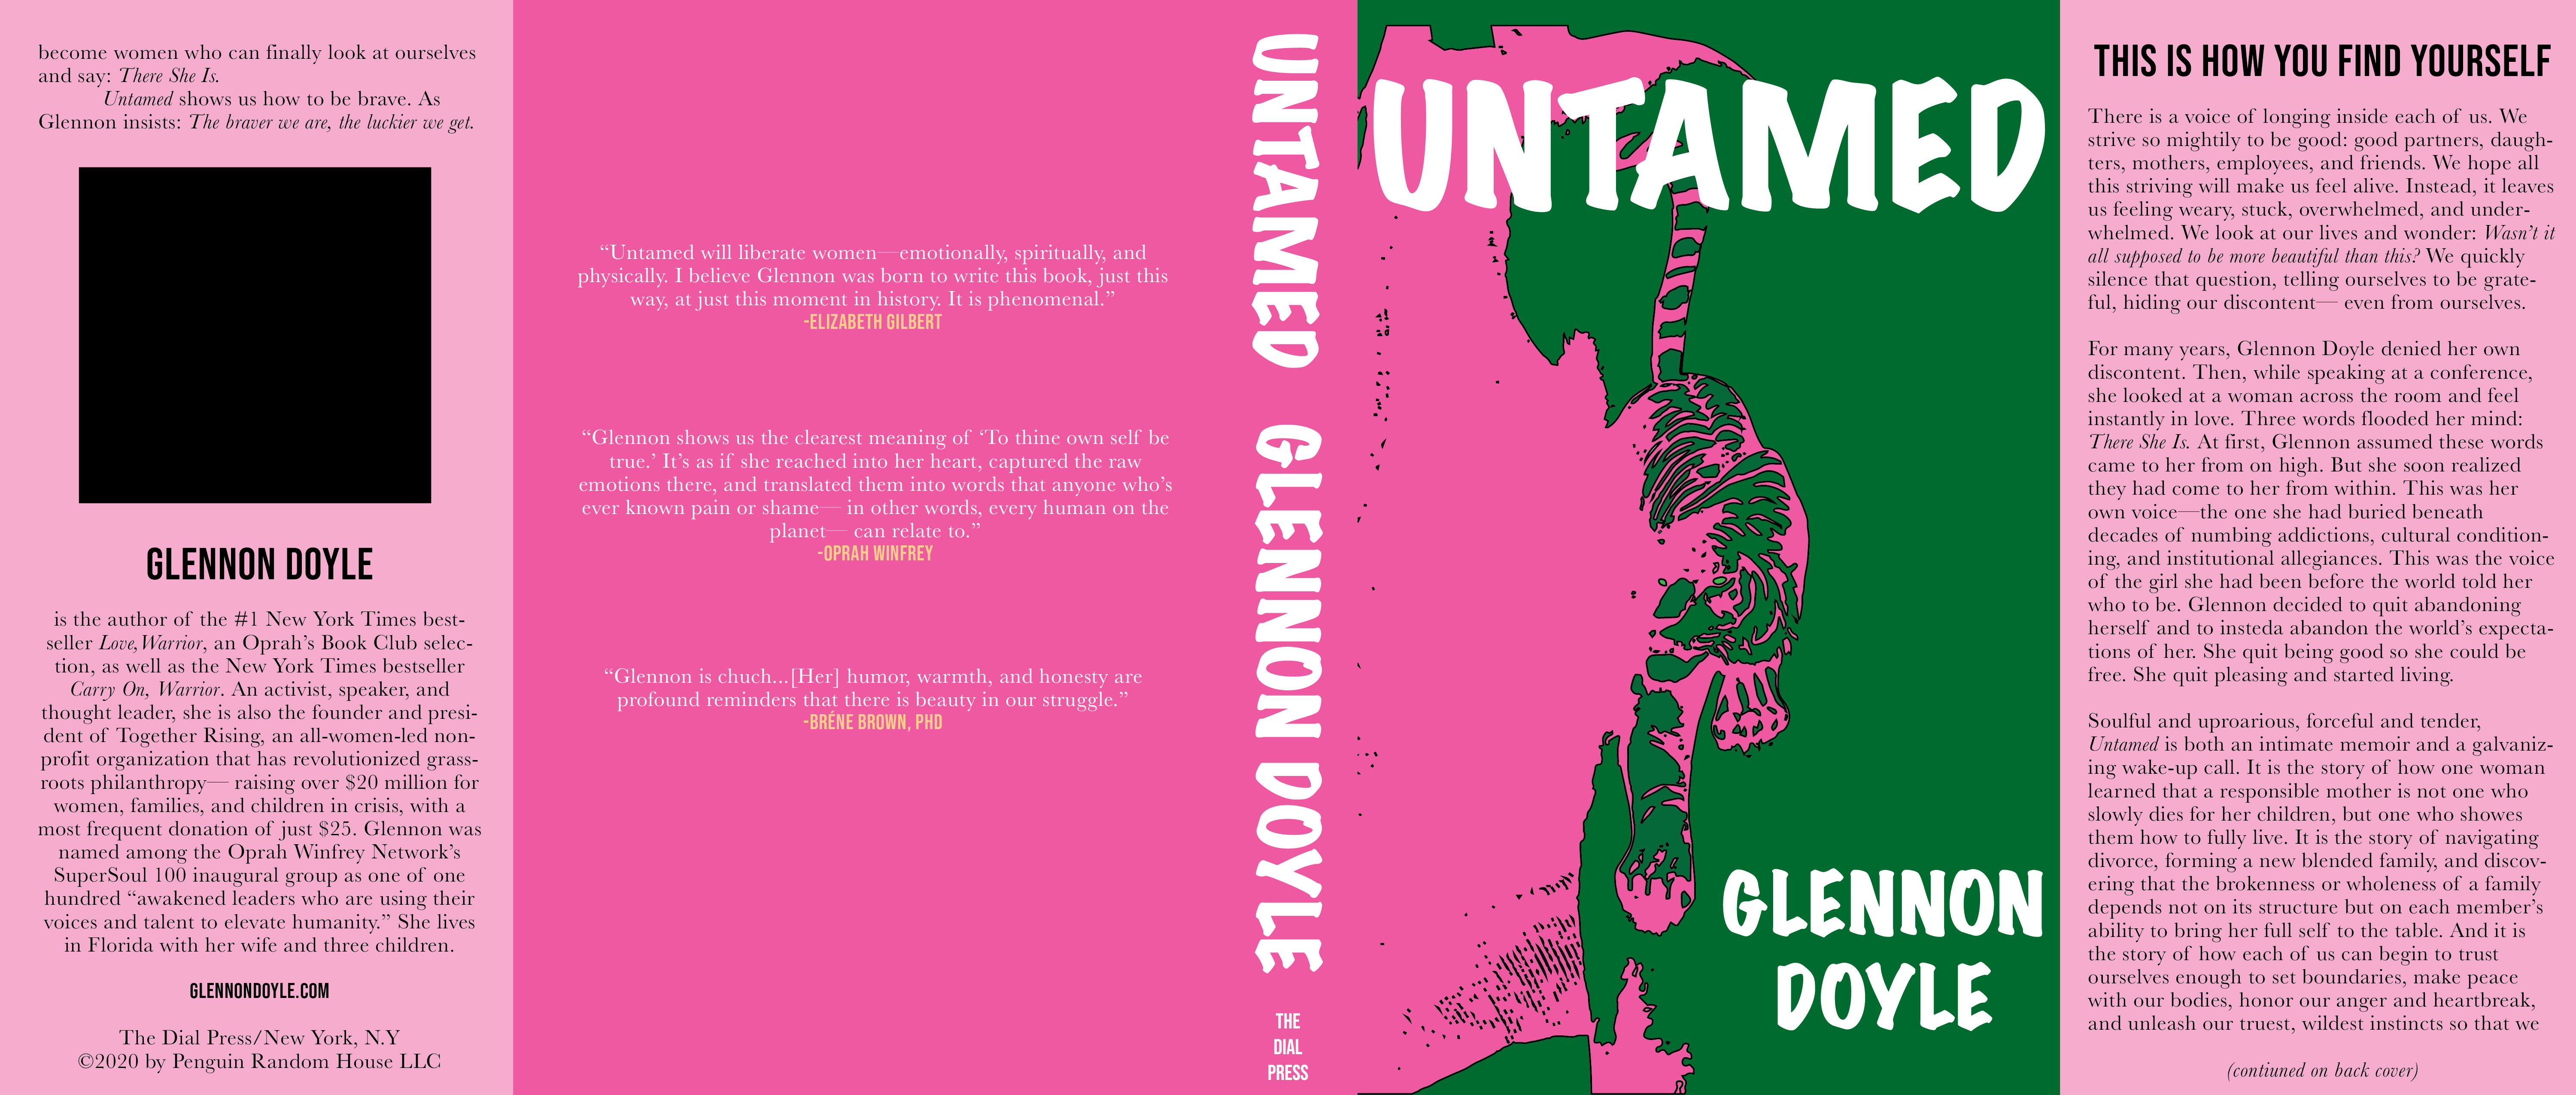 become women who can finally look at ourselves
and say: There She Is.
Untamed shows us how to be brave. As
Glennon insists: The braver we are, the luckier we get.
GLENNON DOYLE
is the author of the #1 New York Times best-
seller Love, Warrior, an Oprah's Book Club selec-
tion, as well as the New York Times bestseller
Carry On, Warrior. An activist, speaker, and
thought leader, she is also the founder and presi-
dent of Together Rising, an all-women-led non-
profit organization that has revolutionized grass-
roots philanthropy— raising over $20 million for
women, families, and children in crisis, with a
most frequent donation of just $25. Glennon was
named among the Oprah Winfrey Network's
SuperSoul 100 inaugural group as one of one
hundred “awakened leaders who are using their
voices and talent to elevate humanity.” She lives
in Florida with her wife and three children.
GLENNONDOYLE.COM
The Dial Press/New York, N.Y
©2020 by Penguin Random House LLC
“Untamed will liberate women—emotionally, spiritually, and
physically. I believe Glennon was born to write this book, just this
way, at just this moment in history. It is phenomenal.”
-ELIZABETH GILBERT
“Glennon shows us the clearest meaning of ‘To thine own self be
true.’ It’s as if she reached into her heart, captured the raw
emotions there, and translated them into words that anyone who’s
ever known pain or shame— in other words, every human on the
planet— can relate to.”
-OPRAH WINFREY
“Glennon is chuch...[Her] humor, warmth, and honesty are
profound reminders that there is beauty in our struggle.”
-BRÉNE BROWN, PHD
UNTAMED GLENNON DOYLE
THE
DIAL
PRESS
UNTAMED
GLENNON
DOYLE
THIS IS HOW YOU FIND YOURSELF
There is a voice of longing inside each of us. We
strive so mightily to be good: good partners, daugh-
ters, mothers, employees, and friends. We hope all
this striving will make us feel alive. Instead, it leaves
us feeling weary, stuck, overwhelmed, and under-
whelmed. We look at our lives and wonder: Wasn’t it
all supposed to be more beautiful than this? We quickly
silence that question, telling ourselves to be grate-
ful, hiding our discontent— even from ourselves.
For many years, Glennon Doyle denied her own
discontent. Then, while speaking at a conference,
she looked at a woman across the room and feel
instantly in love. Three words flooded her mind:
There She Is. At first, Glennon assumed these words
came to her from on high. But she soon realized
they had come to her from within. This was her
own voice—the one she had buried beneath
decades of numbing addictions, cultural condition-
ing, and institutional allegiances. This was the voice
of the girl she had been before the world told her
who to be. Glennon decided to quit abandoning
herself and to insteda abandon the world’s expecta-
tions of her. She quit being good so she could be
free. She quit pleasing and started living.
Soulful and uproarious, forceful and tender,
Untamed is both an intimate memoir and a galvaniz-
ing wake-up call. It is the story of how one woman
learned that a responsible mother is not one who
slowly dies for her children, but one who showes
them how to fully live. It is the story of navigating
divorce, forming a new blended family, and discov-
ering that the brokenness or wholeness of a family
depends not on its structure but on each member’s
ability to bring her full self to the table. And it is
the story of how each of us can begin to trust
ourselves enough to set boundaries, make peace
with our bodies, honor our anger and heartbreak,
and unleash our truest, wildest instincts so that we
(contiuned on back cover)